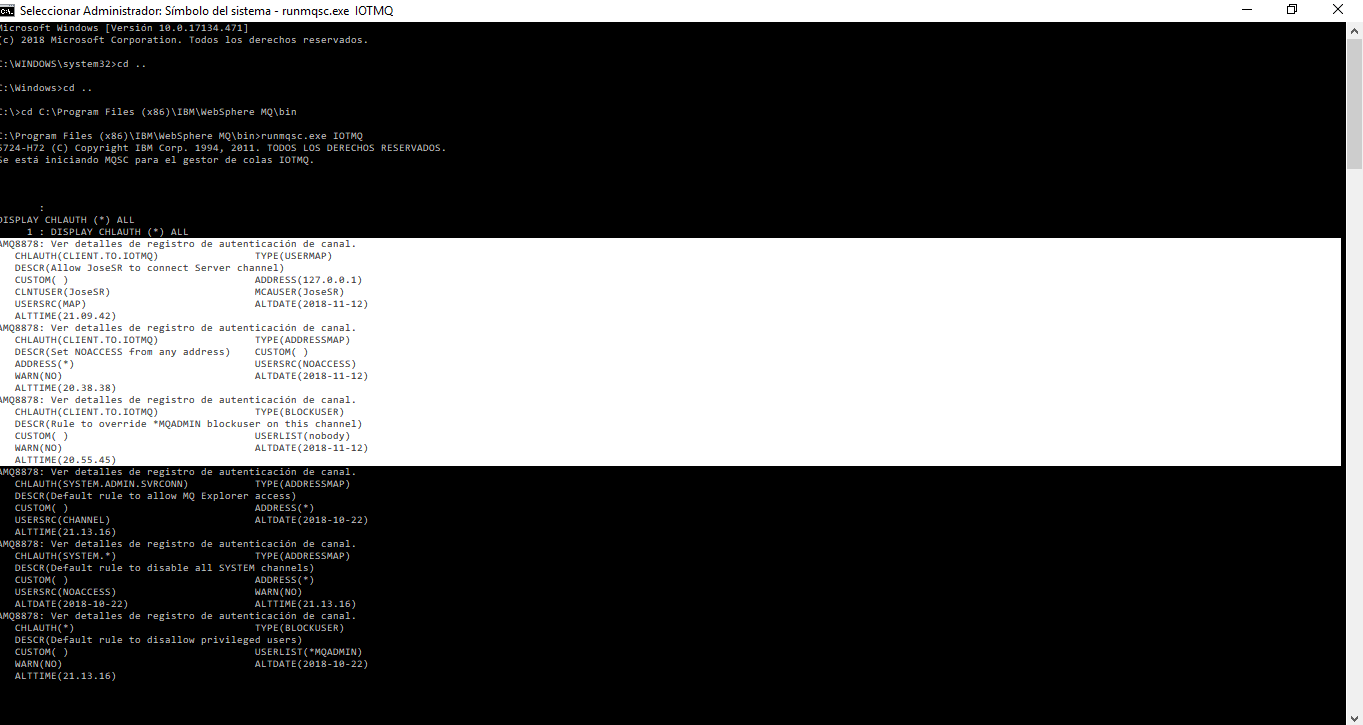 Seleccionar Administrador: Símbolo del sistema - runmqsc.exe IOTMQ
Microsoft Windows [Versión 10.0.17134.471]
(c) 2018 Microsoft Corporation. Todos los derechos reservados.
C:\WINDOWS\system32>cd ..
C:\Windows>cd ..
C:\>cd C:\Program Files (x86)\IBM\WebSphere MQ\bin
C:\Program Files (x86)\IBM\WebSphere MQ\bin>runmqsc.exe IOTMQ
5724-H72 (C) Copyright IBM Corp. 1994, 2011. TODOS LOS DERECHOS RESERVADOS.
Se está iniciando MQSC para el gestor de colas IOTMQ.
:
DISPLAY CHLAUTH (*) ALL
1 : DISPLAY CHLAUTH (*) ALL
AMQ8878: Ver detalles de registro de autenticación de canal.
CHLAUTH(CLIENT.TO.IOTMQ) TYPE(USERMAP)
DESCR(Allow JoseSR to connect Server channel)
CUSTOM( ) ADDRESS(127.0.0.1)
CLNTUSER(JoseSR) MCAUSER(JoseSR)
USERSRC(MAP) ALTDATE(2018-11-12)
ALTTIME(21.09.42)
AMQ8878: Ver detalles de registro de autenticación de canal.
CHLAUTH(CLIENT.TO.IOTMQ) TYPE(ADDRESSMAP)
DESCR(Set NOACCESS from any address) CUSTOM( )
ADDRESS(*) USERSRC(NOACCESS)
WARN(NO) ALTDATE(2018-11-12)
ALTTIME(20.38.38)
AMQ8878: Ver detalles de registro de autenticación de canal.
CHLAUTH(CLIENT.TO.IOTMQ) TYPE(BLOCKUSER)
DESCR(Rule to override *MQADMIN blockuser on this channel)
CUSTOM( ) USERLIST(nobody)
WARN(NO) ALTDATE(2018-11-12)
ALTTIME(20.55.45)
AMQ8878: Ver detalles de registro de autenticación de canal.
CHLAUTH(SYSTEM.ADMIN.SVRCONN) TYPE(ADDRESSMAP)
DESCR(Default rule to allow MQ Explorer access)
CUSTOM( ) ADDRESS(*)
USERSRC(CHANNEL) ALTDATE(2018-10-22)
ALTTIME(21.13.16)
AMQ8878: Ver detalles de registro de autenticación de canal.
CHLAUTH(SYSTEM.*) TYPE(ADDRESSMAP)
DESCR(Default rule to disable all SYSTEM channels)
CUSTOM( ) ADDRESS(*)
USERSRC(NOACCESS) WARN(NO)
ALTDATE(2018-10-22) ALTTIME(21.13.16)
AMQ8878: Ver detalles de registro de autenticación de canal.
CHLAUTH(*) TYPE(BLOCKUSER)
DESCR(Default rule to disallow privileged users)
CUSTOM( ) USERLIST(*MQADMIN)
WARN(NO) ALTDATE(2018-10-22)
ALTTIME(21.13.16)